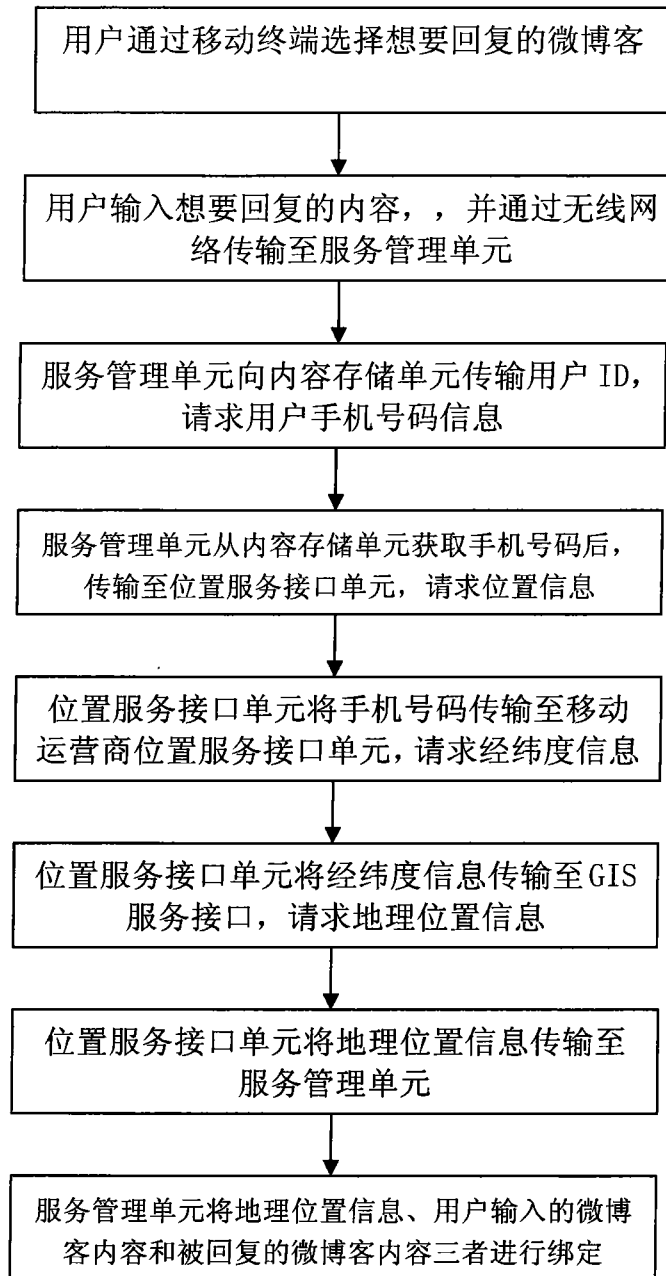 用户通过移动终端选择想要回复的微博客
用户输入想要回复的内容，，并通过无线网
络传输至服务管理单元
服务管理单元向内容存储单元传输用户 ID，
请求用户手机号码信息
服务管理单元从内容存储单元获取手机号码后，
传输至位置服务接口单元，请求位置信息
位置服务接口单元将手机号码传输至移动
运营商位置服务接口单元，请求经纬度信息
位置服务接口单元将经纬度信息传输至GIS
服务接口，请求地理位置信息
位置服务接口单元将地理位置信息传输至
服务管理单元
服务管理单元将地理位置信息、用户输入的微博
客内容和被回复的微博客内容三者进行绑定